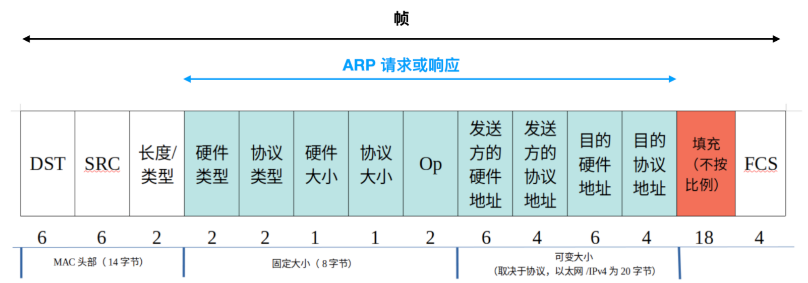 帧
ARP 请求或响应
DST
SRC
长度/
类型
硬件
类型
协议
类型
硬件
大小
协议
大小
Op
发送
方的
硬件
地址
发送
方的
协议
地址
目的
硬件
地址
目的
协议
地址
填充
（不按
比例）
FCS
6 6 2 2 2 1 1 2 6 4 6 4 18 4
MAC 头部（ 14 字节）
固定大小（ 8 字节）
可变大小
（取决于协议，以太网 /IPv4 为 20 字节）